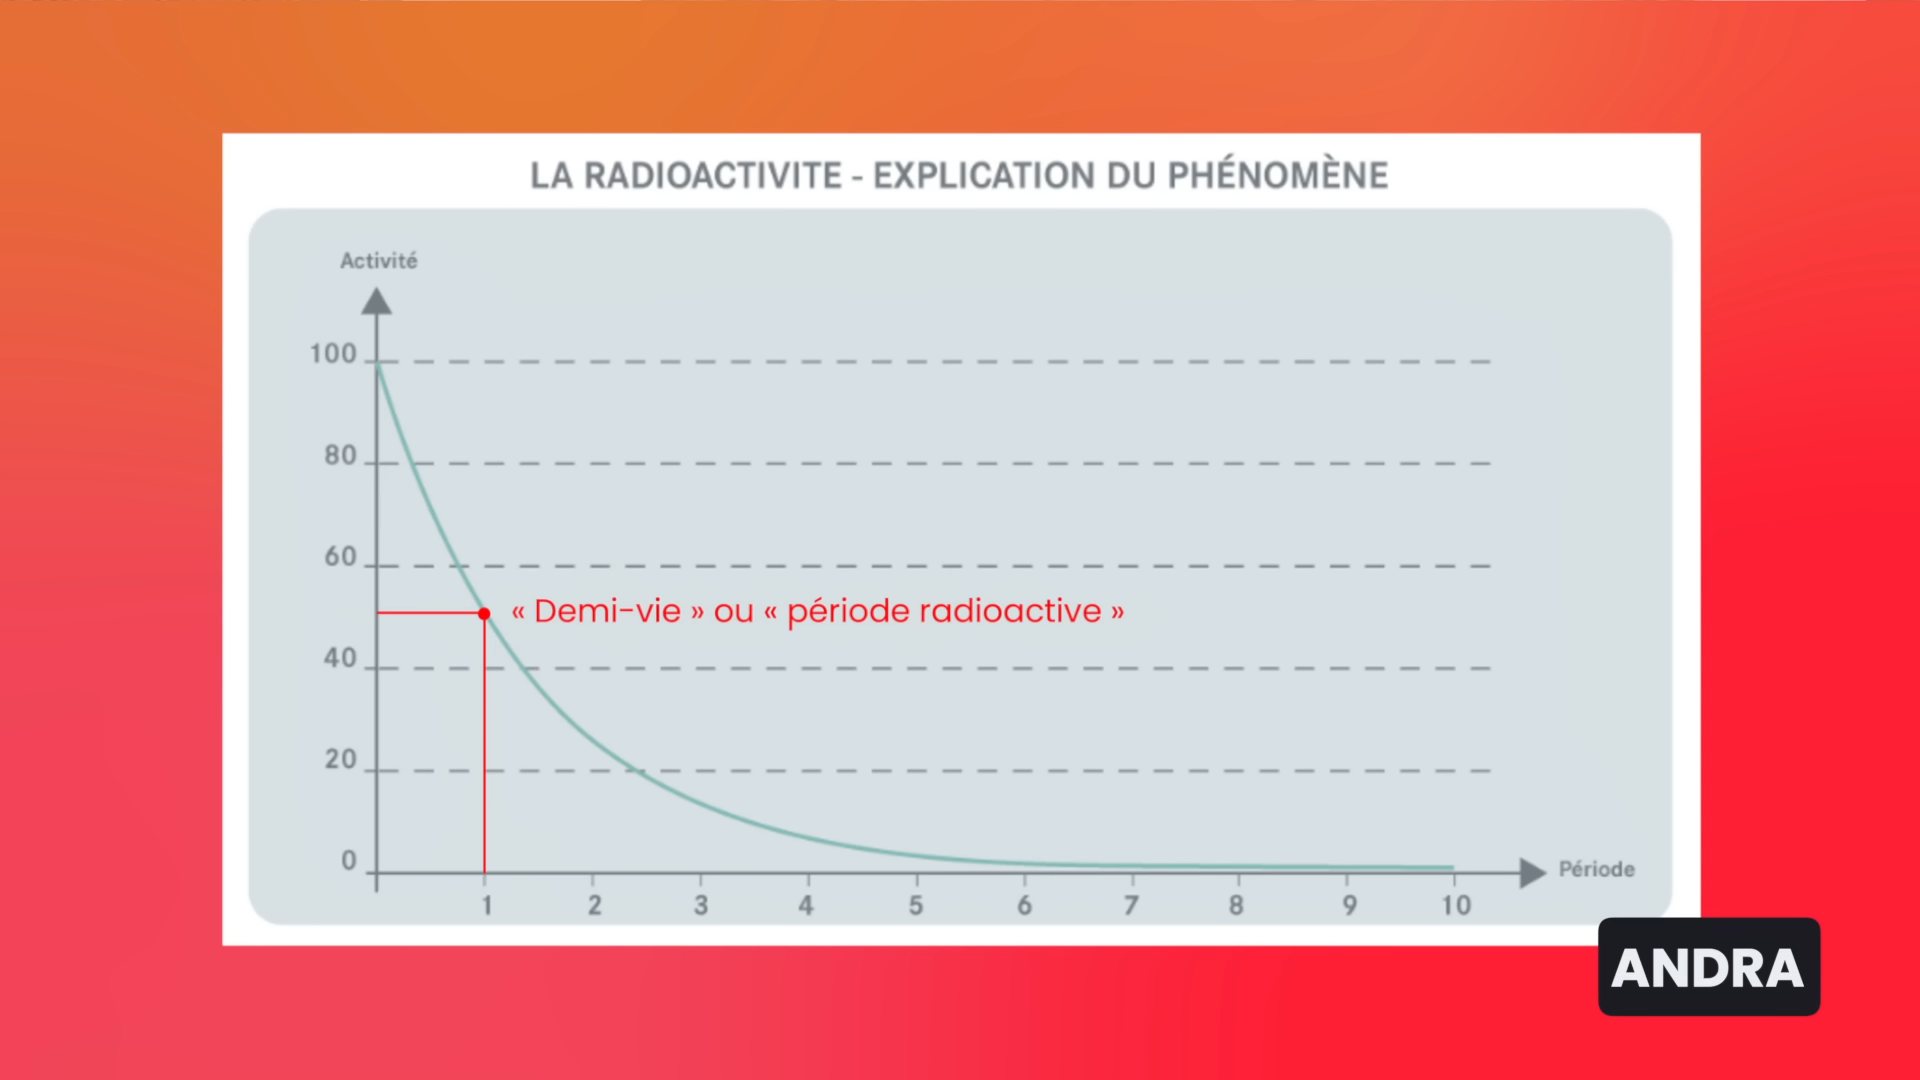 LA RADIOACTIVITE - EXPLICATION DU PHÉNOMÈNE
Activité
100
80
60
« Demi-vie » ou « période radioactive »
40
20
0
Période
1 2 3 4 5 6 7 8 9 10
ANDRA